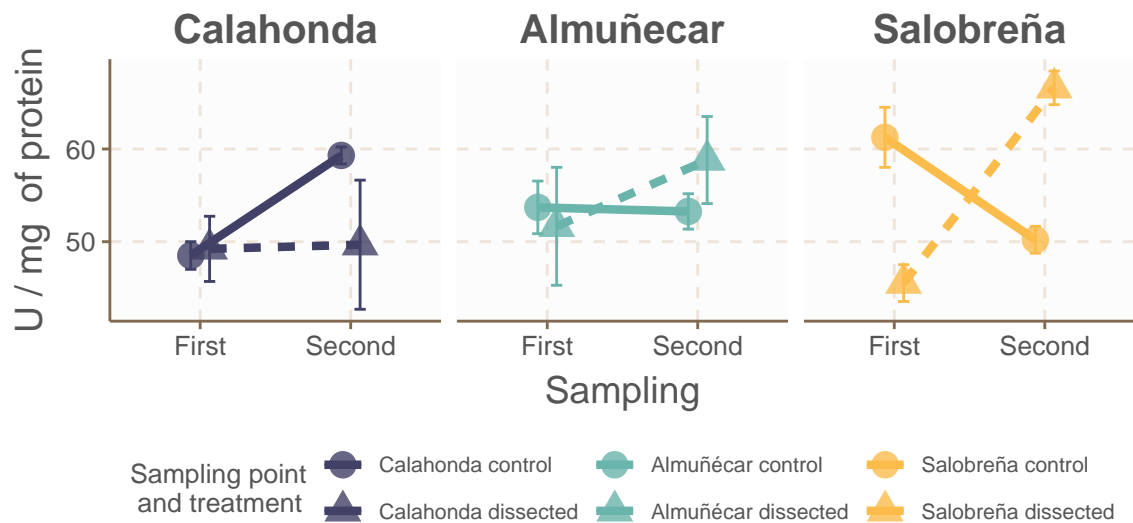 Calahonda Almuñecar Salobreña
U / mg of protein
60
50
First Second First Second First Second
Sampling
Sampling point
and treatment
Calahonda control Almuñécar control Salobreña control
Calahonda dissected Almuñécar dissected Salobreña dissected